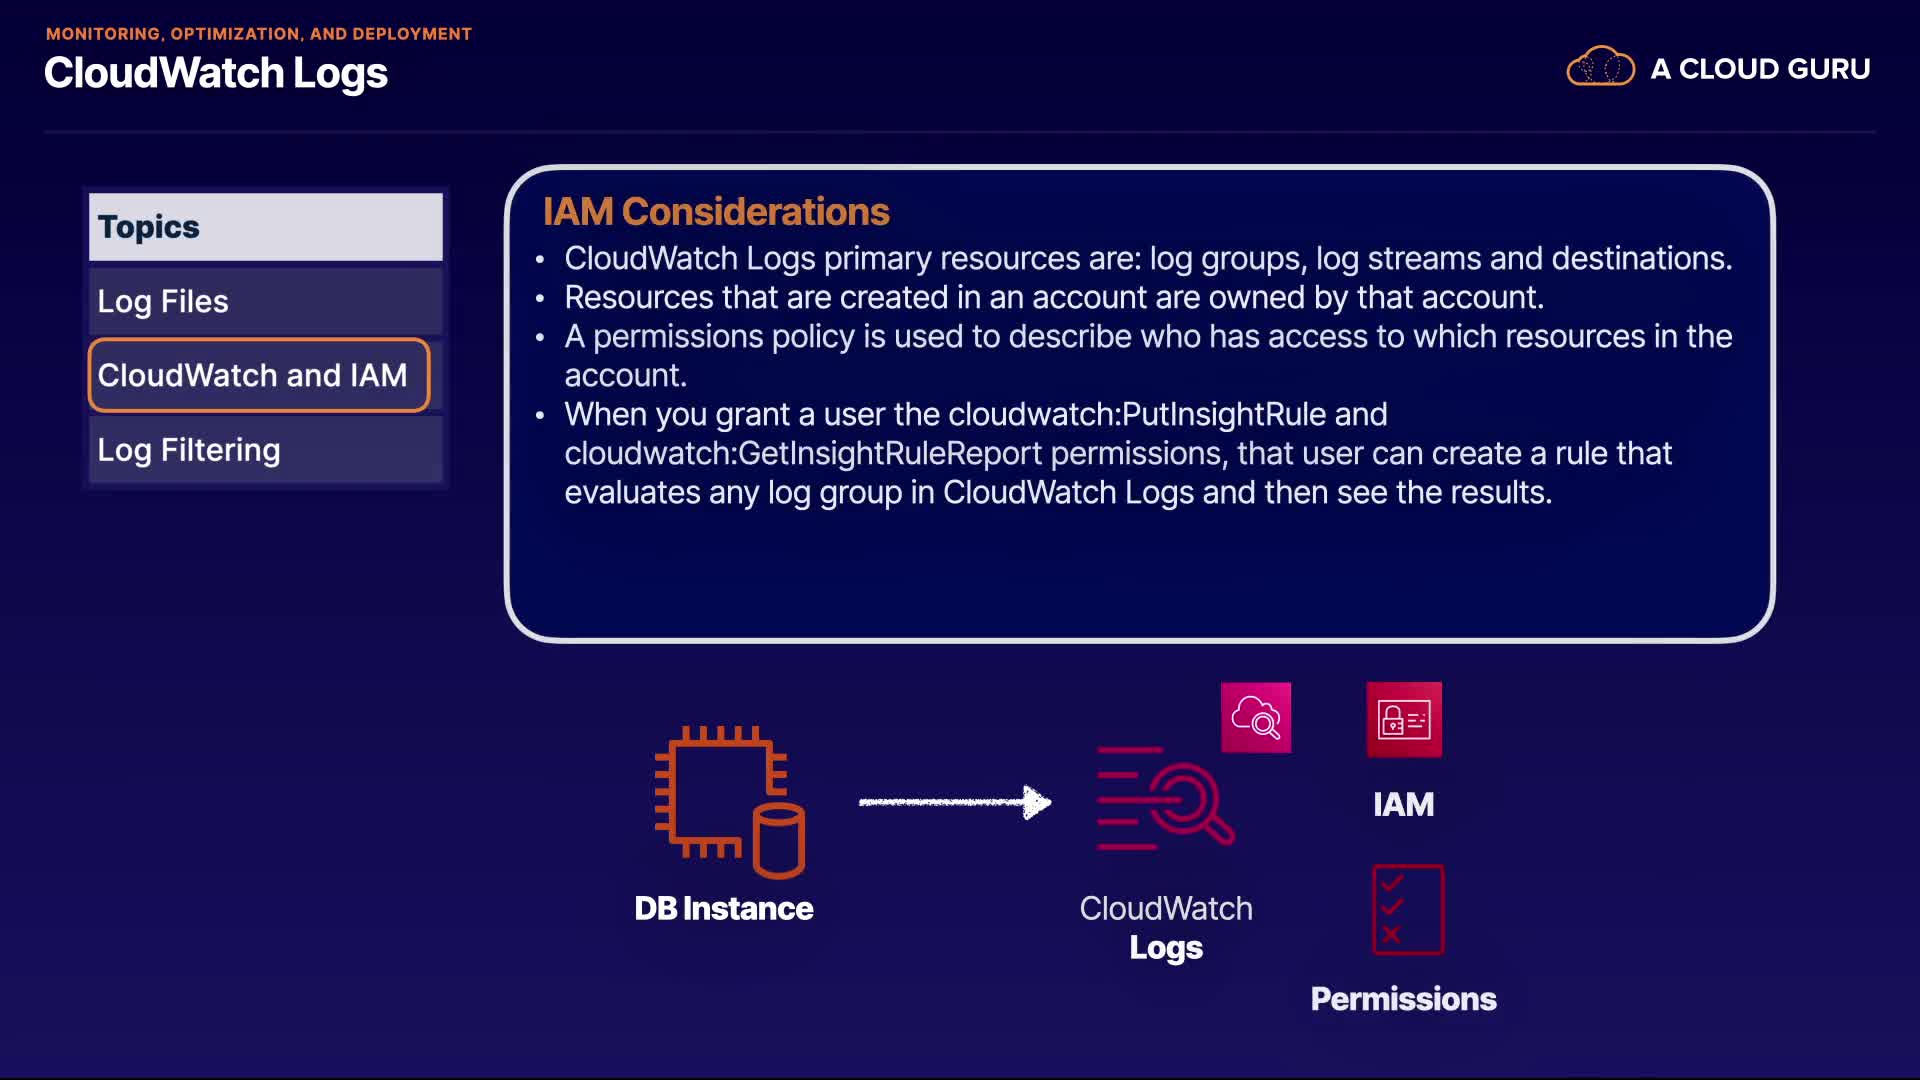 MONITORING, OPTIMIZATION, AND DEPLOYMENT
CloudWatch Logs
A CLOUD GURU
Topics
Log Files
CloudWatch and IAM
Log Filtering
IAM Considerations
• CloudWatch Logs primary resources are: log groups, log streams and destinations.
• Resources that are created in an account are owned by that account.
• A permissions policy is used to describe who has access to which resources in the
account.
• When you grant a user the cloudwatch:PutInsightRule and
cloudwatch:GetInsightRuleReport permissions, that user can create a rule that
evaluates any log group in CloudWatch Logs and then see the results.
DB Instance
CloudWatch
Logs
IAM
Permissions